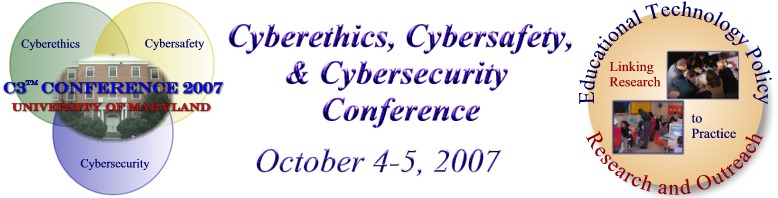 Cyberethics
Cybersafety
C3™ CONFERENCE 2007
UNIVERSITY OF MARYLAND
Cybersecurity
Cyberethics, Cybersafety,
& Cybersecurity
Conference
October 4-5, 2007
Educational Technology Policy
Linking
Research
to
Practice
Research and Outreach